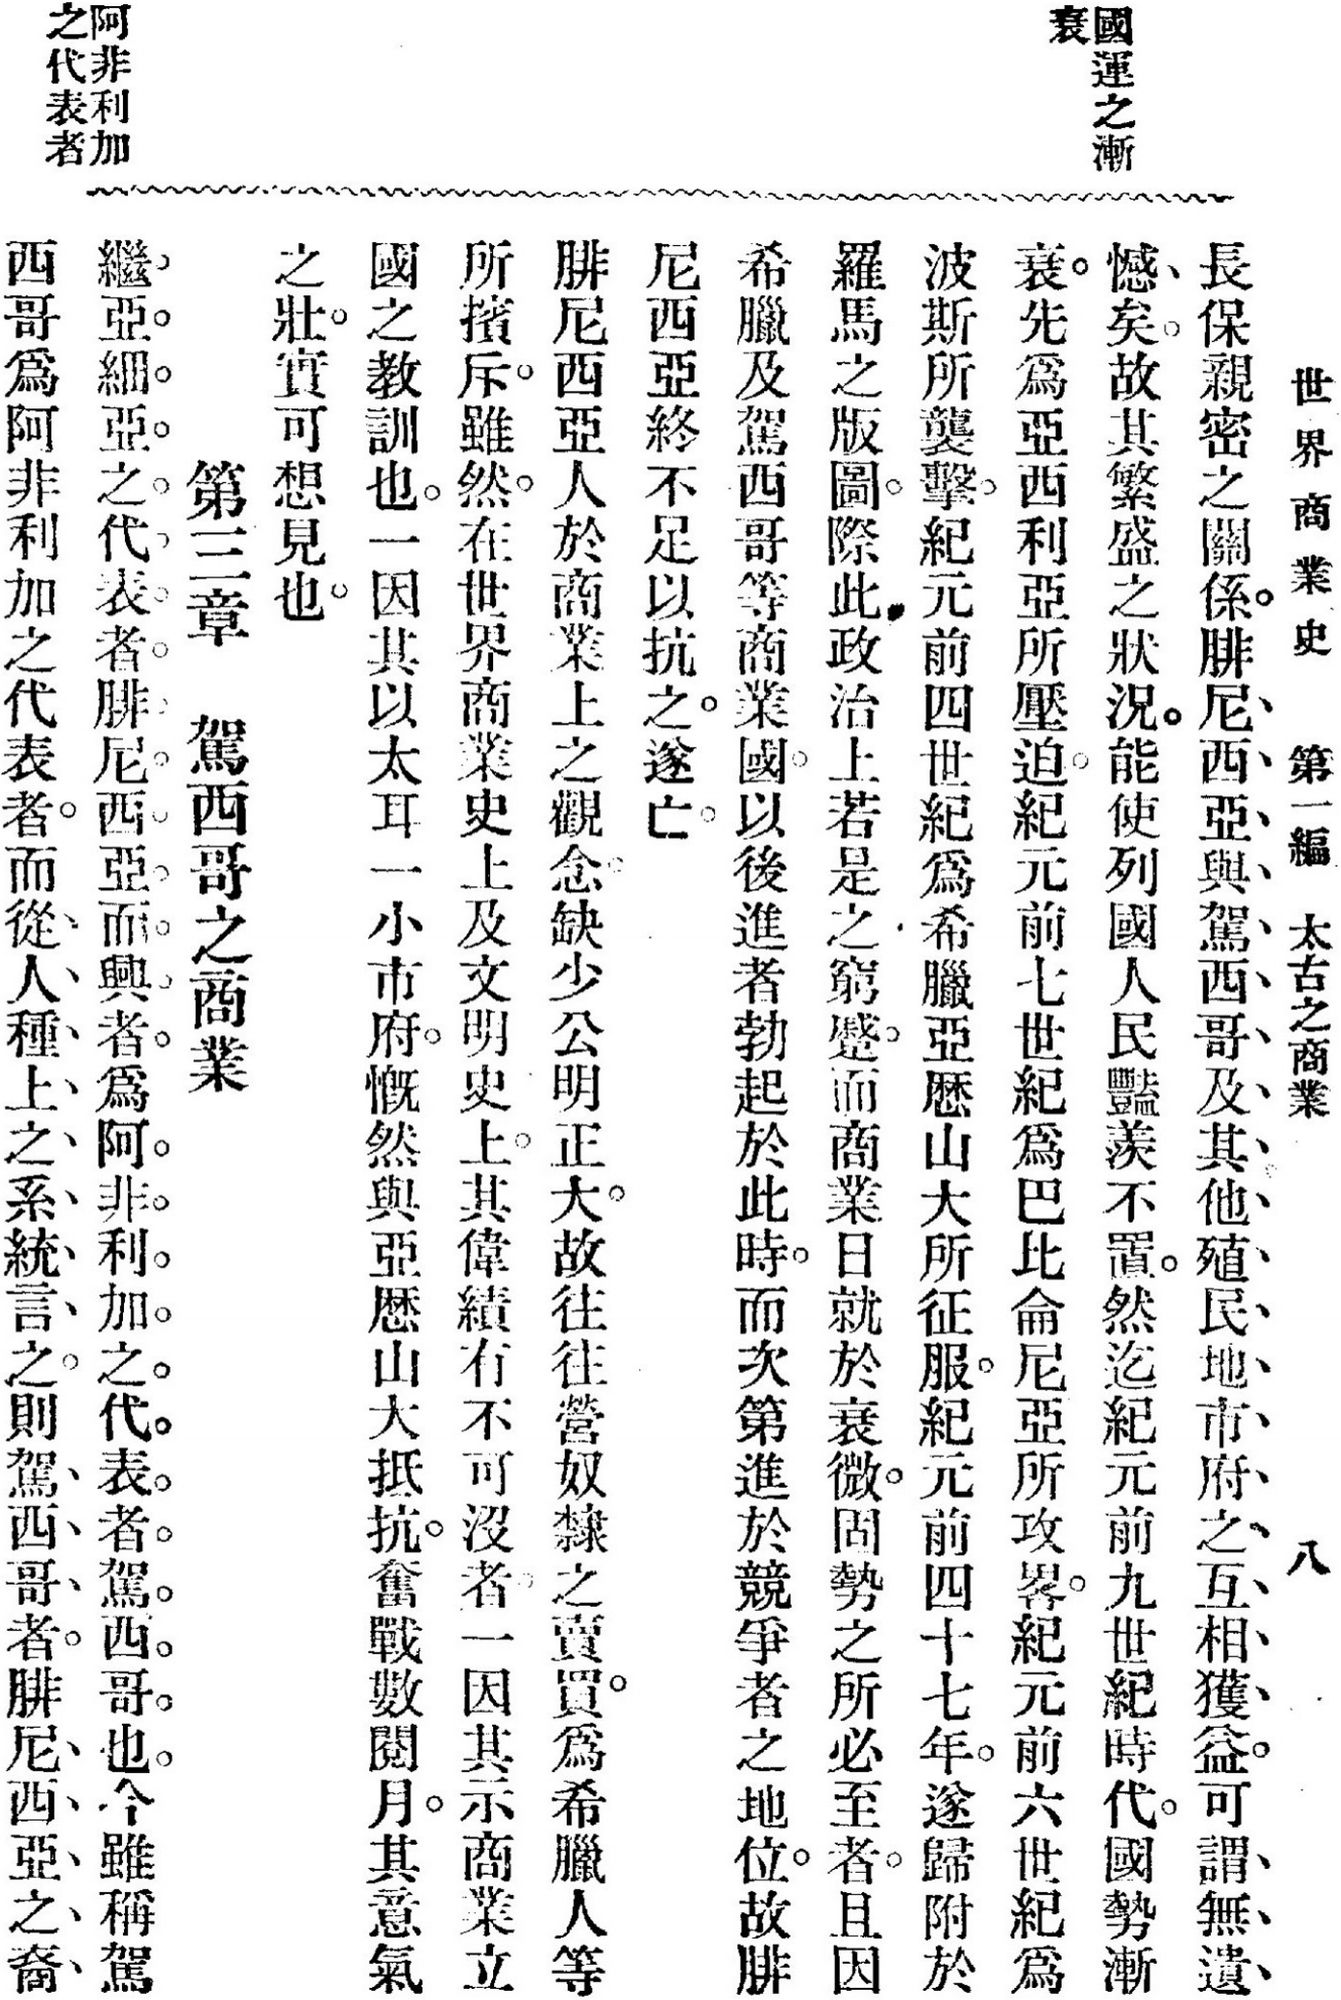 世界商業史　第一編　太古之商業　八
國運之漸
衰
長保親密之關係。腓尼西亞與駕西哥及其他殖民地市府之互相獲益。可謂無遺
憾矣。故其繁盛之狀況。能使列國人民豔羨不置。然迄紀元前九世紀時代。國勢漸
衰。先爲亞西利亞所壓迫。紀元前七世紀爲巴比侖尼亞所攻畧。紀元前六世紀爲
波斯所襲擊。紀元前四世紀爲希臘亞歷山大所征服。紀元前四十七年。遂歸附於
羅馬之版圖。際此政治上若是之窮蹙。而商業日就於衰微。固勢之所必至者。且因
希臘及駕西哥等商業國。以後進者勃起於此時。而次第進於競爭者之地位。故腓
尼西亞終不足以抗之。遂亡。
腓尼西亞人於商業上之觀念。缺少公明正大。故往往營奴隸之賣買。爲希臘人等
所擯斥。雖然。在世界商業史上及文明史上。其偉績有不可沒者。一因其示商業立
國之教訓也。一因其以太耳一小市府。慨然與亞歷山大抵抗。奮戰數閱月。其意氣
之壯。實可想見也。
第三章　駕西哥之商業
阿非利加
之代表者
繼亞細亞之代表者腓尼西亞而興者。爲阿非利加之代表者駕西哥也。今雖稱駕
西哥爲阿非利加之代表者。而從人種上之系統言之。則駕西哥者。腓尼西亞之裔